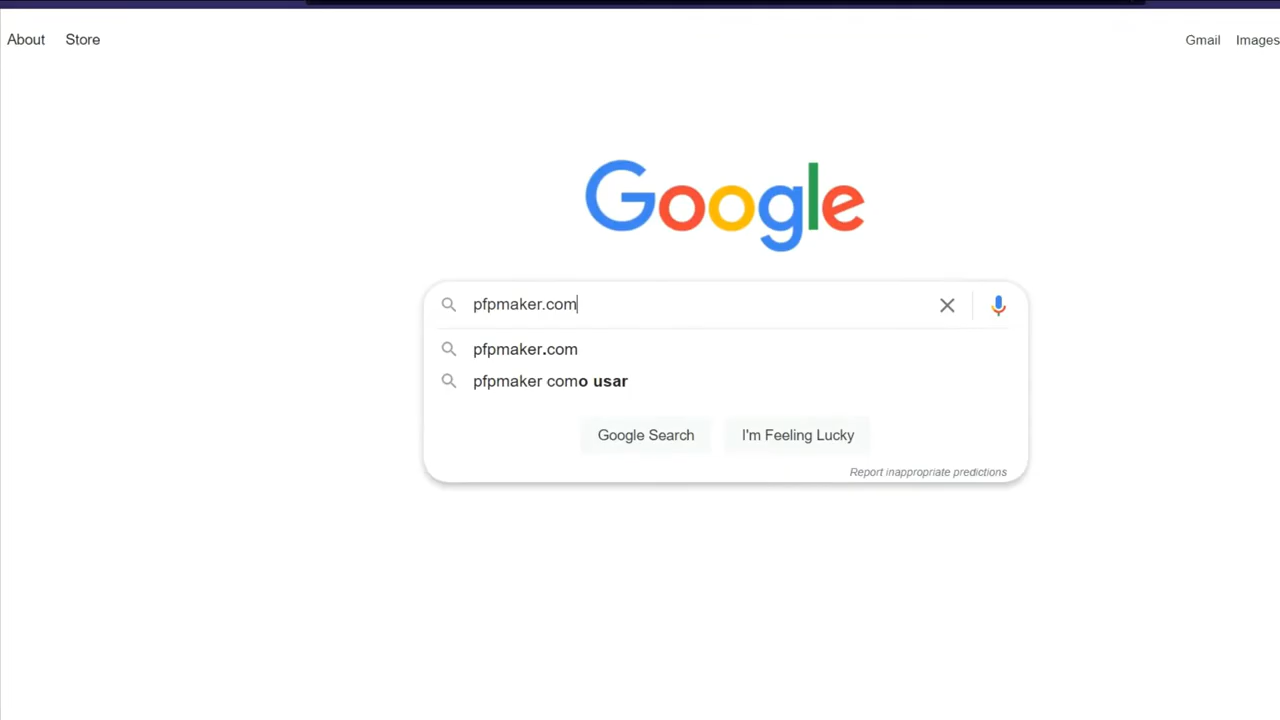 About Store Gmail Images
Google
pfpmaker.com
pfpmaker.com
pfpmaker como usar
Google Search I'm Feeling Lucky
Report inappropriate predictions